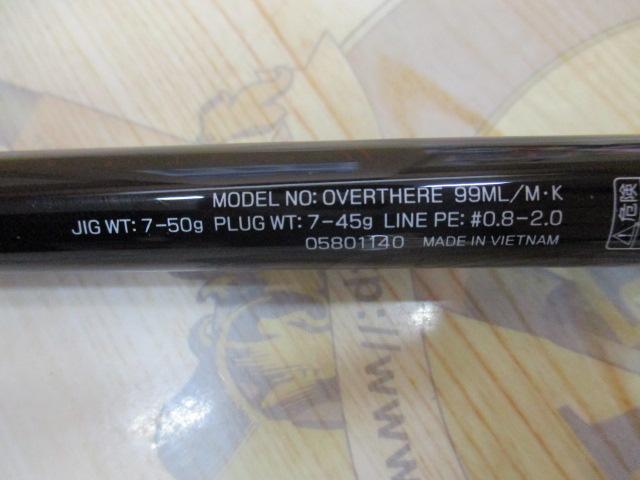 MODEL NO: OVERTHERE 99ML/M·K
JIG WT: 7-50g PLUG WT: 7-45g LINE PE: #0.8-2.0
05801140 MADE IN VIETNAM
危険
p://www